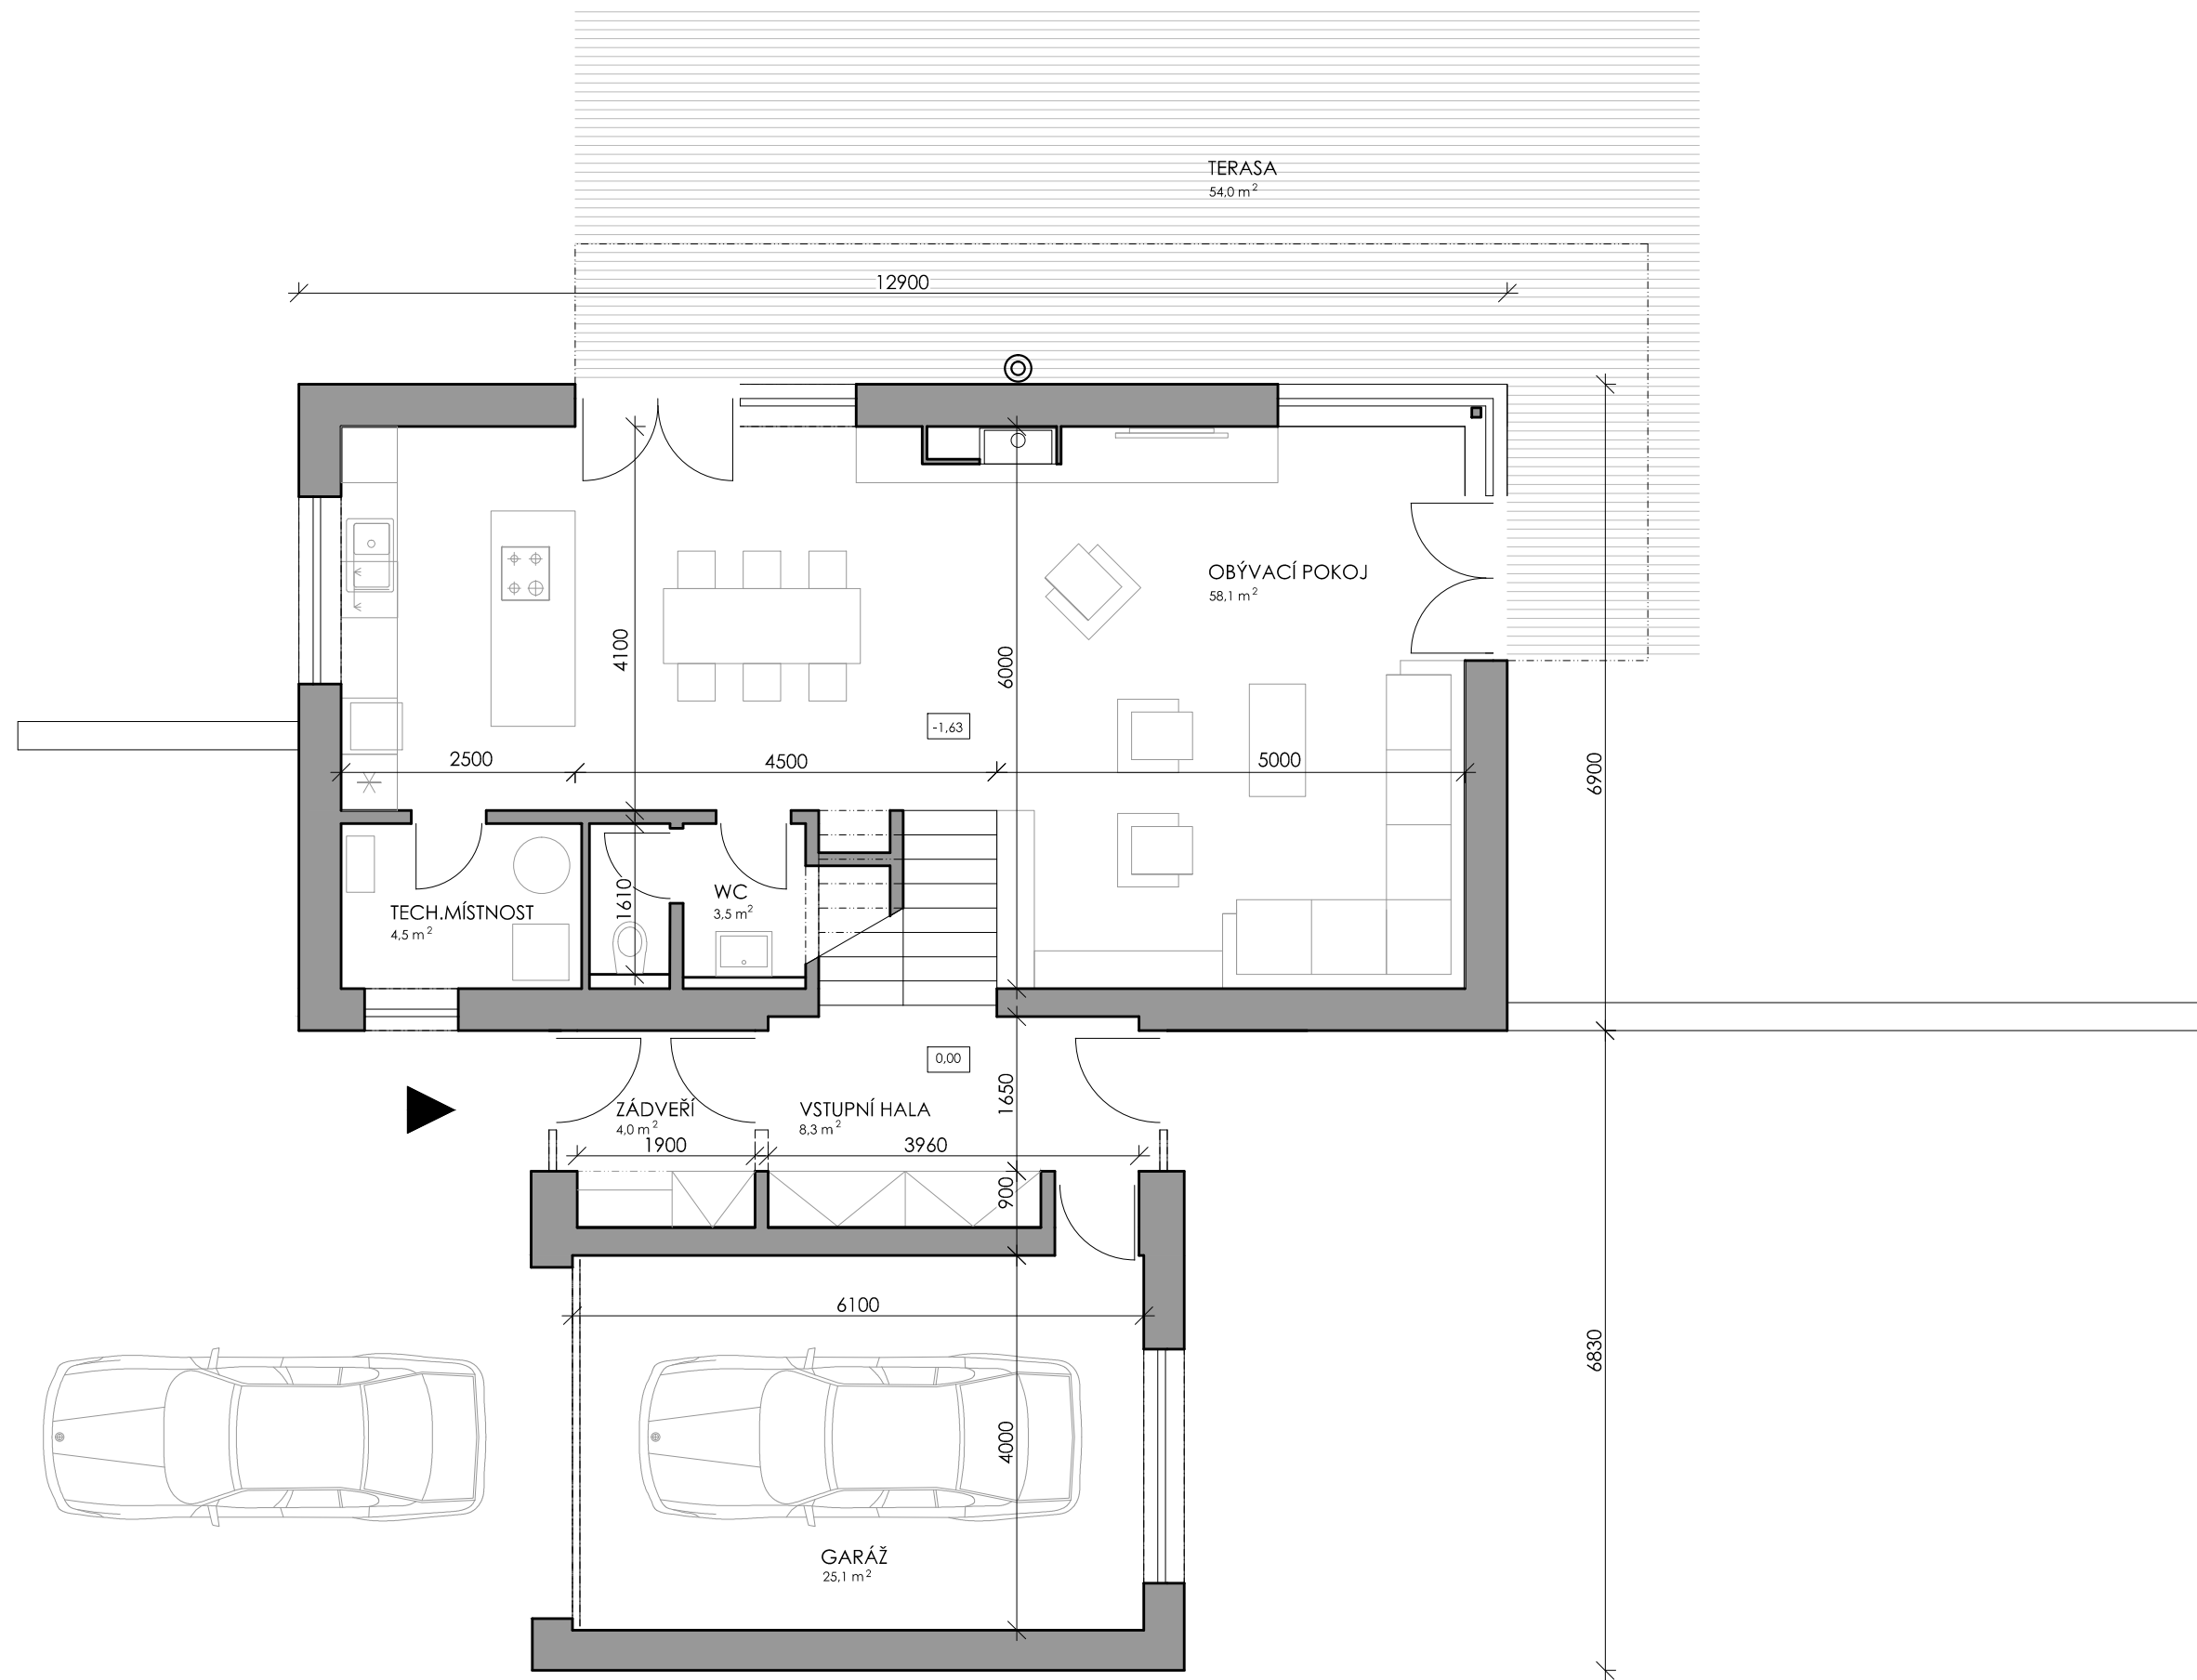 TERASA
54,0 m²
12900
OBÝVACÍ POKOJ
58,1 m²
4100
6000
-1,63
2500
4500
5000
6900
WC
3,5 m²
1610
TECH.MÍSTNOST
4,5 m²
0,00
1650
ZÁDVEŘÍ
4,0 m²
VSTUPNÍ HALA
8,3 m²
1900
3960
900
6100
6830
4000
GARÁŽ
25,1 m²